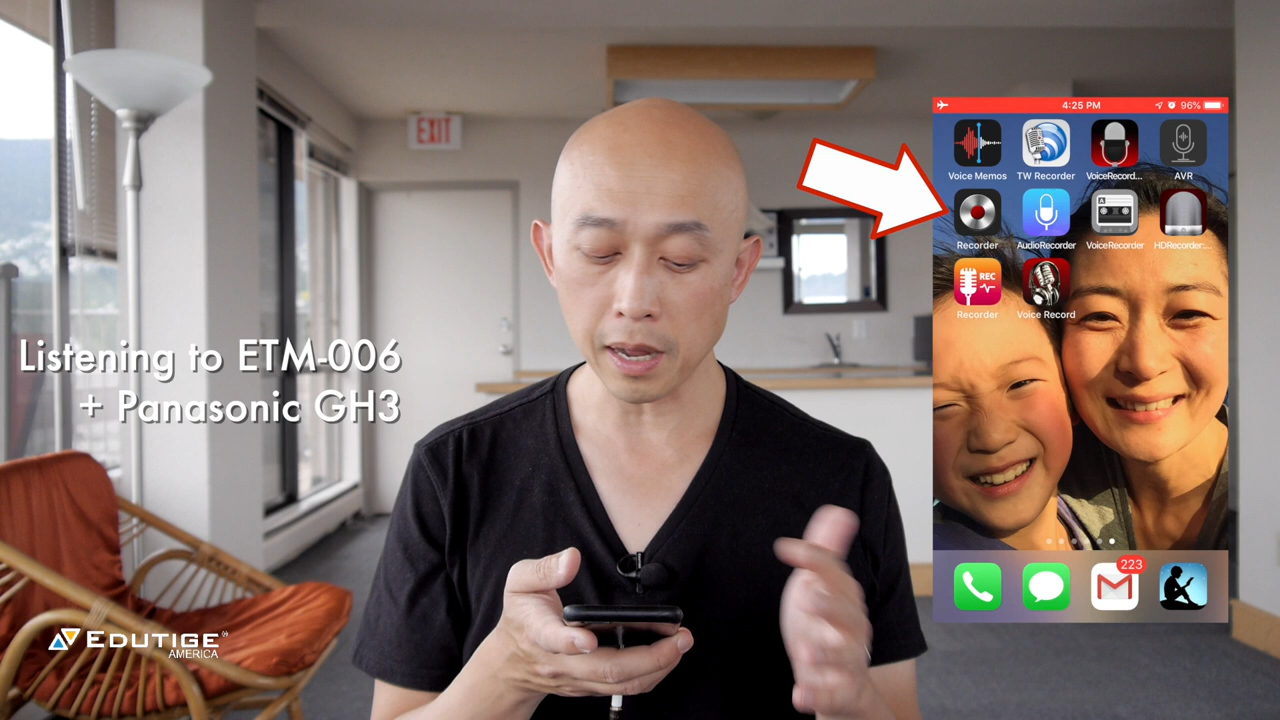 EXIT
4:25 PM
96%
Voice Memos
TW Recorder
VoiceRecord...
AVR
A
Recorder
AudioRecorder
VoiceRecorder
HDRecorder:...
REC
Recorder
Voice Record
Listening to ETM-006
+ Panasonic GH3
223
EDUTIGE
AMERICA